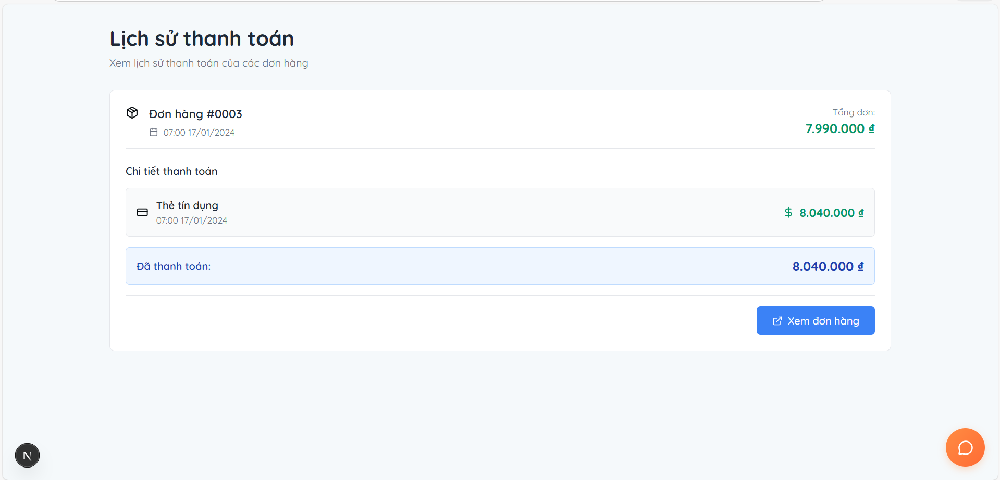 Lịch sử thanh toán
Xem lịch sử thanh toán của các đơn hàng
Đơn hàng #0003
07:00 17/01/2024
Tổng đơn:
7.990.000 ₫
Chi tiết thanh toán
Thẻ tín dụng
07:00 17/01/2024
$ 8.040.000 ₫
Đã thanh toán:
8.040.000 ₫
Xem đơn hàng
N